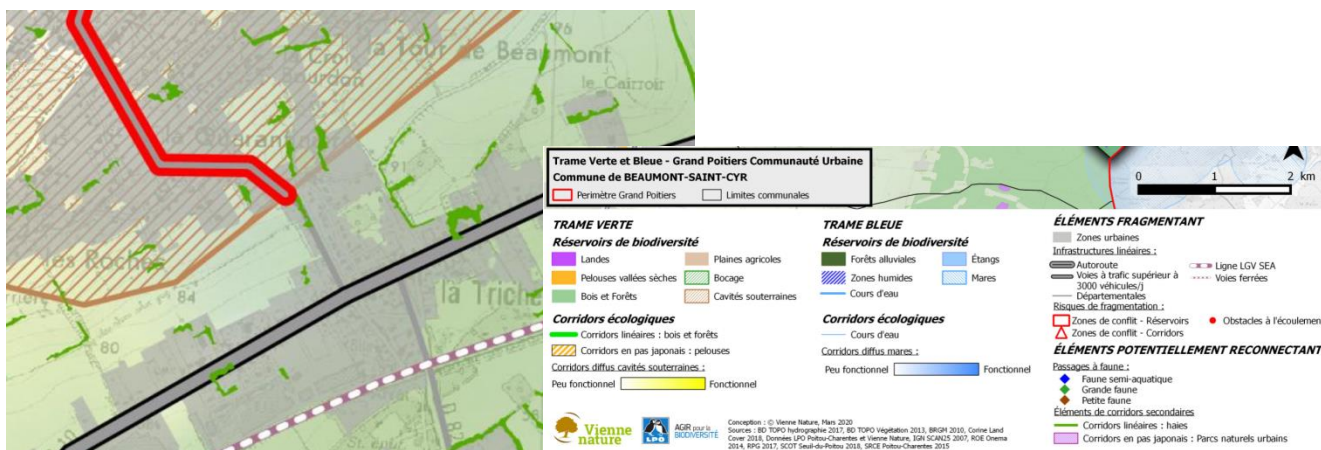 96
la Tour de Beaumont
la Croix
Bourdon
le Cairroir
91
les Roches
84
la Triche
80
D 82
Trame Verte et Bleue - Grand Poitiers Communauté Urbaine
Commune de BEAUMONT-SAINT-CYR
Perimètre Grand Poitiers
Limites communales
0 1 2 km
TRAME VERTE
Réservoirs de biodiversité
Landes
Plaines agricoles
Pelouses vallées sèches
Bocage
Bois et Forêts
Cavités souterraines
Corridors écologiques
Corridors linéaires : bois et forêts
Corridors en pas japonais : pelouses
Corridors diffus cavités souterraines :
Peu fonctionnel
Fonctionnel
TRAME BLEUE
Réservoirs de biodiversité
Forêts alluviales
Étangs
Zones humides
Mares
Cours d'eau
Corridors écologiques
Cours d'eau
Corridors diffus mares :
Peu fonctionnel
Fonctionnel
ÉLÉMENTS FRAGMENTANT
Zones urbaines
Infrastructures linéaires :
Autoroute
Ligne LGV SEA
Voies à trafic supérieur à
3000 véhicules/j
Voies ferrées
Départementales
Risques de fragmentation :
Zones de conflit - Réservoirs
Obstacles à l'écoulement
Zones de conflit - Corridors
ÉLÉMENTS POTENTIELLEMENT RECONNECTANT
Passages à faune :
Faune semi-aquatique
Grande faune
Petite faune
Éléments de corridors secondaires
Corridors linéaires : haies
Corridors en pas japonais : Parcs naturels urbains
Vienne
nature
LPO
AGIR pour la
BIODIVERSITÉ
Conception : © Vienne Nature, Mars 2020
Sources : BD TOPO hydrographie 2017, BD TOPO Végétation 2013, BRGM 2010, Corine Land
Cover 2018, Données LPO Poitou-Charentes et Vienne Nature, IGN SCAN25 2007, ROE Onema
2014, RPG 2017, SCOT Seuil-du-Poitou 2018, SRCE Poitou-Charentes 2015